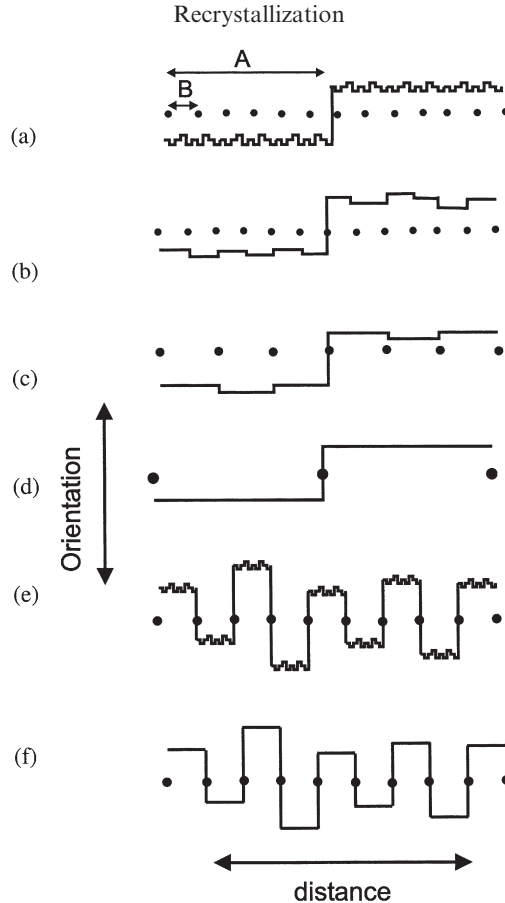 Recrystallization
A
B
(a)
(b)
(c)
(d)
Orientation
(e)
(f)
distance